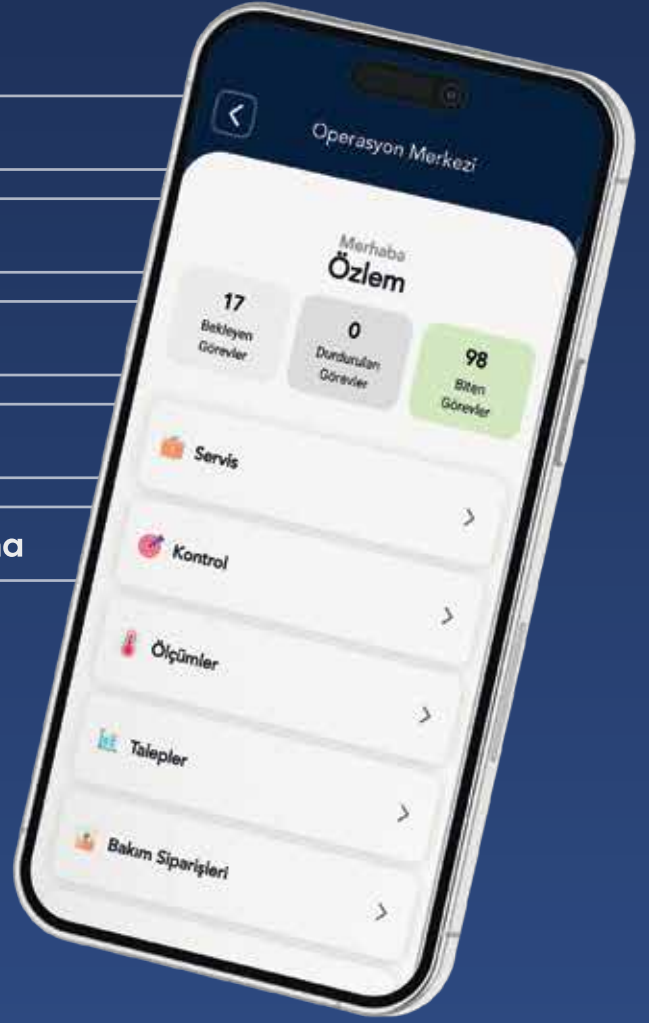 Operasyon Merkezi
Merhaba
Özlem
17
Bekleyen
Görevler
0
Durdurulan
Görevler
98
Biten
Görevler
Servis
Kontrol
Ölçümler
Talepler
Bakım Siparişleri